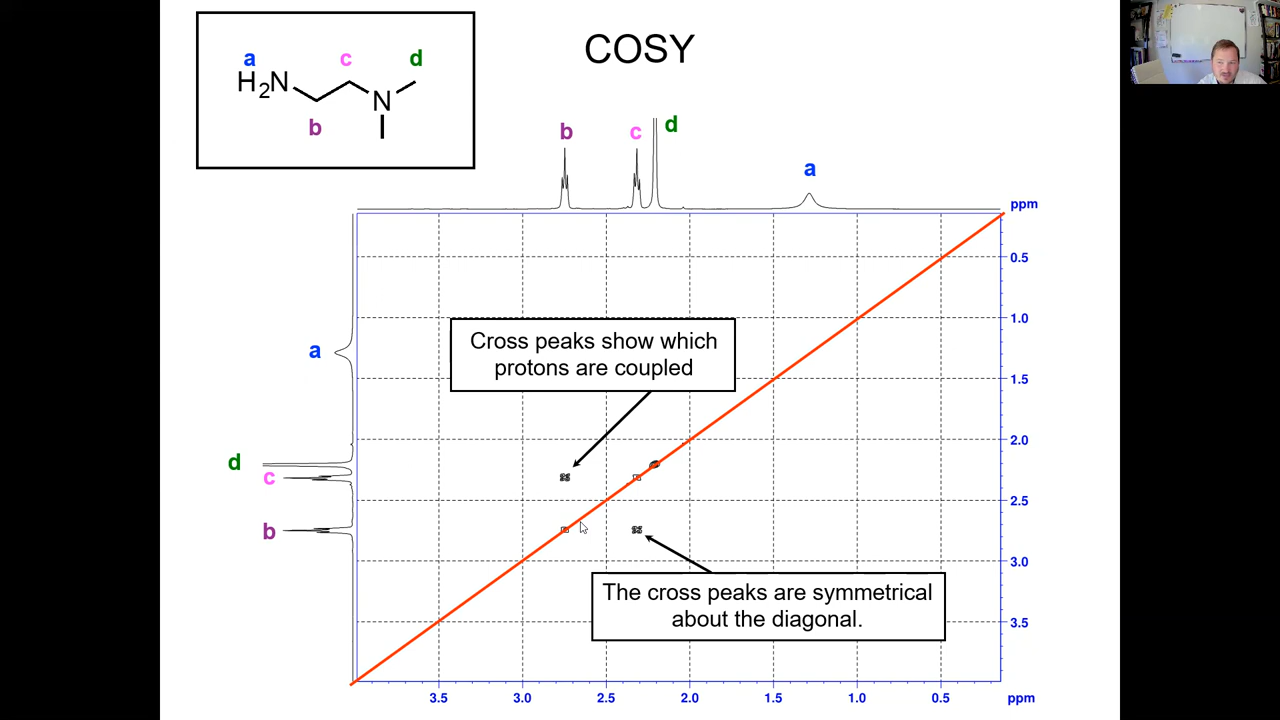 COSY
a
c
d
H2N
N
b
b
c
d
a
ppm
0.5
1.0
1.5
2.0
2.5
3.0
3.5
a
d
c
b
Cross peaks show which
protons are coupled
The cross peaks are symmetrical
about the diagonal.
3.5 3.0 2.5 2.0 1.5 1.0 0.5 ppm